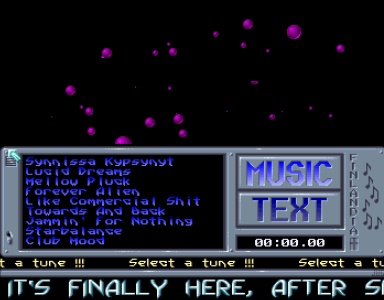 Synnissa Kypsynyt
Lucid Dreams
Mellow Pluck
Forever Alien
Like Commercial Shit
Towards And Back
Jammin' For Nothing
Starbalance
Club Mood
MUSIC
TEXT
00:00.00
FINLANDIA
t a tune !!! Select a tune !!! Select a
IT'S FINALLY HERE, AFTER S